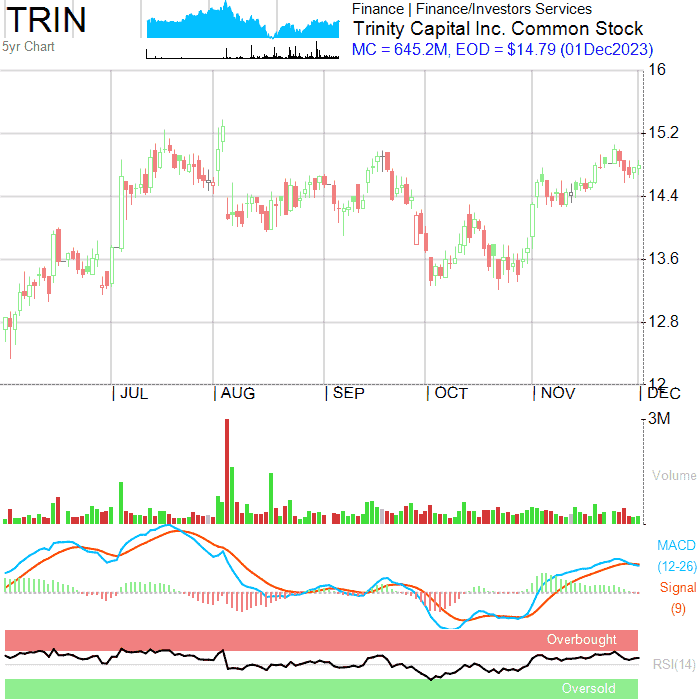 TRIN
5yr Chart
Finance | Finance/Investors Services
Trinity Capital Inc. Common Stock
MC = 645.2M, EOD = $14.79 (01Dec2023)
16
15.2
14.4
13.6
12.8
12
JUL AUG SEP OCT NOV DEC
3M
Volume
MACD
(12-26)
Signal
(9)
Overbought
RSI(14)
Oversold